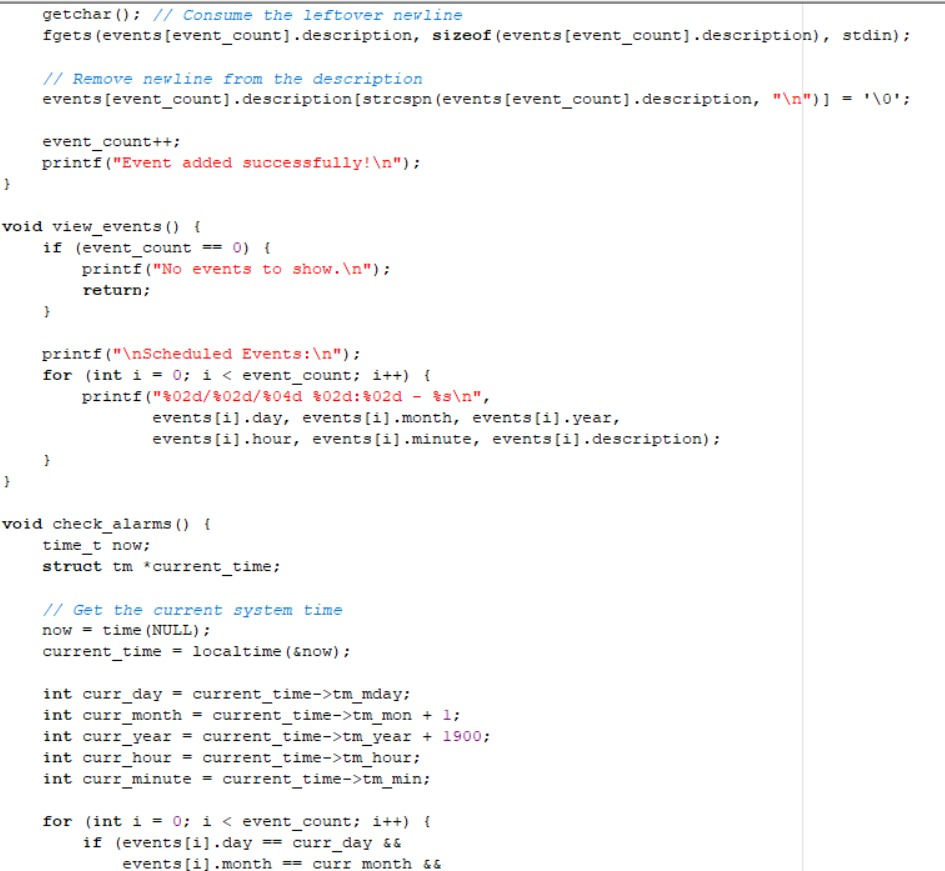 getchar(); // Consume the leftover newline
fgets(events[event_count].description, sizeof(events[event_count].description), stdin);
// Remove newline from the description
events[event_count].description[strcspn(events[event_count].description, "\n")] = '\0';
event_count++;
printf("Event added successfully!\n");
}
void view_events() {
if (event_count == 0) {
printf("No events to show.\n");
return;
}
printf("\nScheduled Events:\n");
for (int i = 0; i < event_count; i++) {
printf("%02d/%02d/%04d %02d:%02d - %s\n",
events[i].day, events[i].month, events[i].year,
events[i].hour, events[i].minute, events[i].description);
}
}
void check_alarms() {
time_t now;
struct tm *current_time;
// Get the current system time
now = time(NULL);
current_time = localtime(&now);
int curr_day = current_time->tm_mday;
int curr_month = current_time->tm_mon + 1;
int curr_year = current_time->tm_year + 1900;
int curr_hour = current_time->tm_hour;
int curr_minute = current_time->tm_min;
for (int i = 0; i < event_count; i++) {
if (events[i].day == curr_day &&
events[i].month == curr_month &&